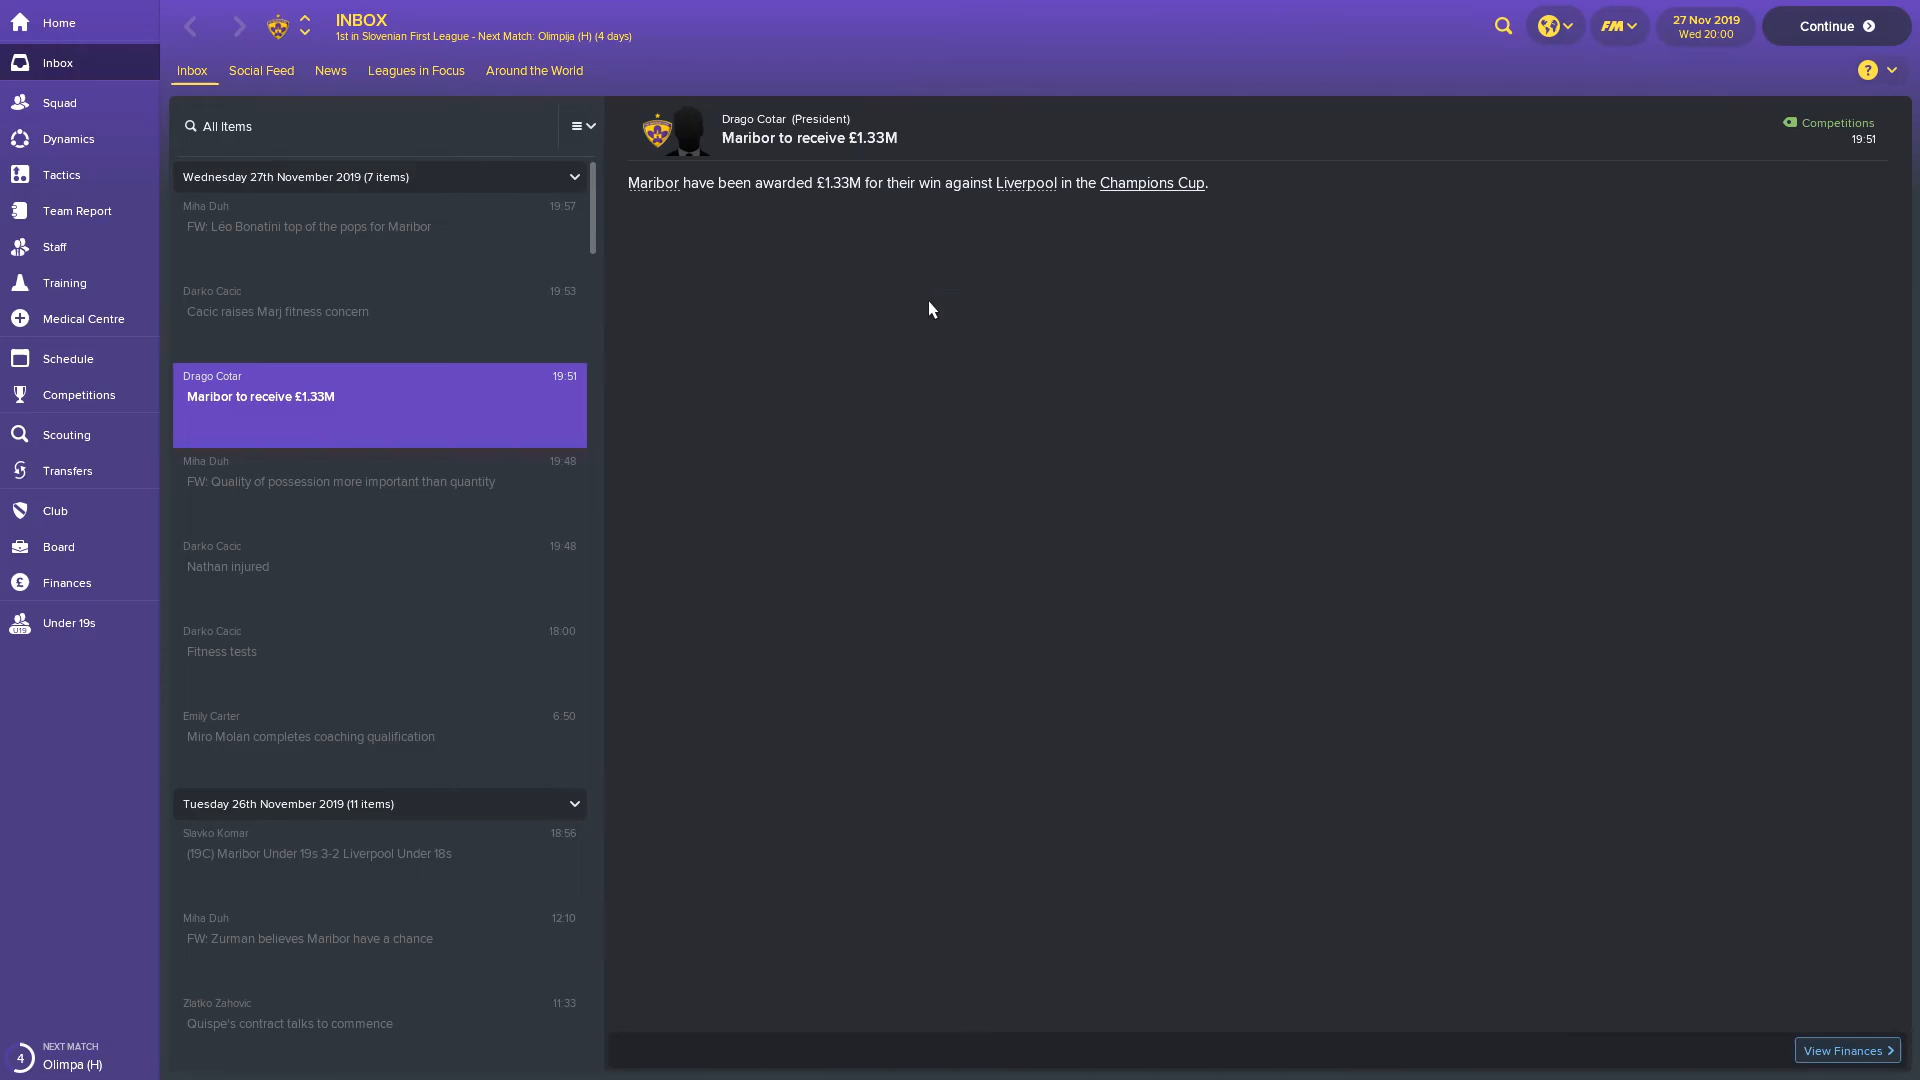 Home
Inbox
Squad
Dynamics
Tactics
Team Report
Staff
Training
Medical Centre
Schedule
Competitions
Scouting
Transfers
Club
Board
Finances
U19
Under 19s
4
NEXT MATCH
Olimpa (H)
INBOX
1st in Slovenian First League - Next Match: Olimpija (H) (4 days)
FM
27 Nov 2019
Wed 20:00
Continue
Inbox Social Feed News Leagues in Focus Around the World
?
All Items
Wednesday 27th November 2019 (7 items)
Miha Duh 19:57
FW: Léo Bonatini top of the pops for Maribor
Darko Cacic 19:53
Cacic raises Marj fitness concern
Drago Cotar 19:51
Maribor to receive £1.33M
Miha Duh 19:48
FW: Quality of possession more important than quantity
Darko Cacic 19:48
Nathan injured
Darko Cacic 18:00
Fitness tests
Emily Carter 6:50
Miro Molan completes coaching qualification
Tuesday 26th November 2019 (11 items)
Slavko Komar 18:56
(19C) Maribor Under 19s 3-2 Liverpool Under 18s
Miha Duh 12:10
FW: Zurman believes Maribor have a chance
Zlatko Zahovic 11:33
Quispe's contract talks to commence
Drago Cotar (President)
Maribor to receive £1.33M
Competitions
19:51
Maribor have been awarded £1.33M for their win against Liverpool in the Champions Cup.
View Finances